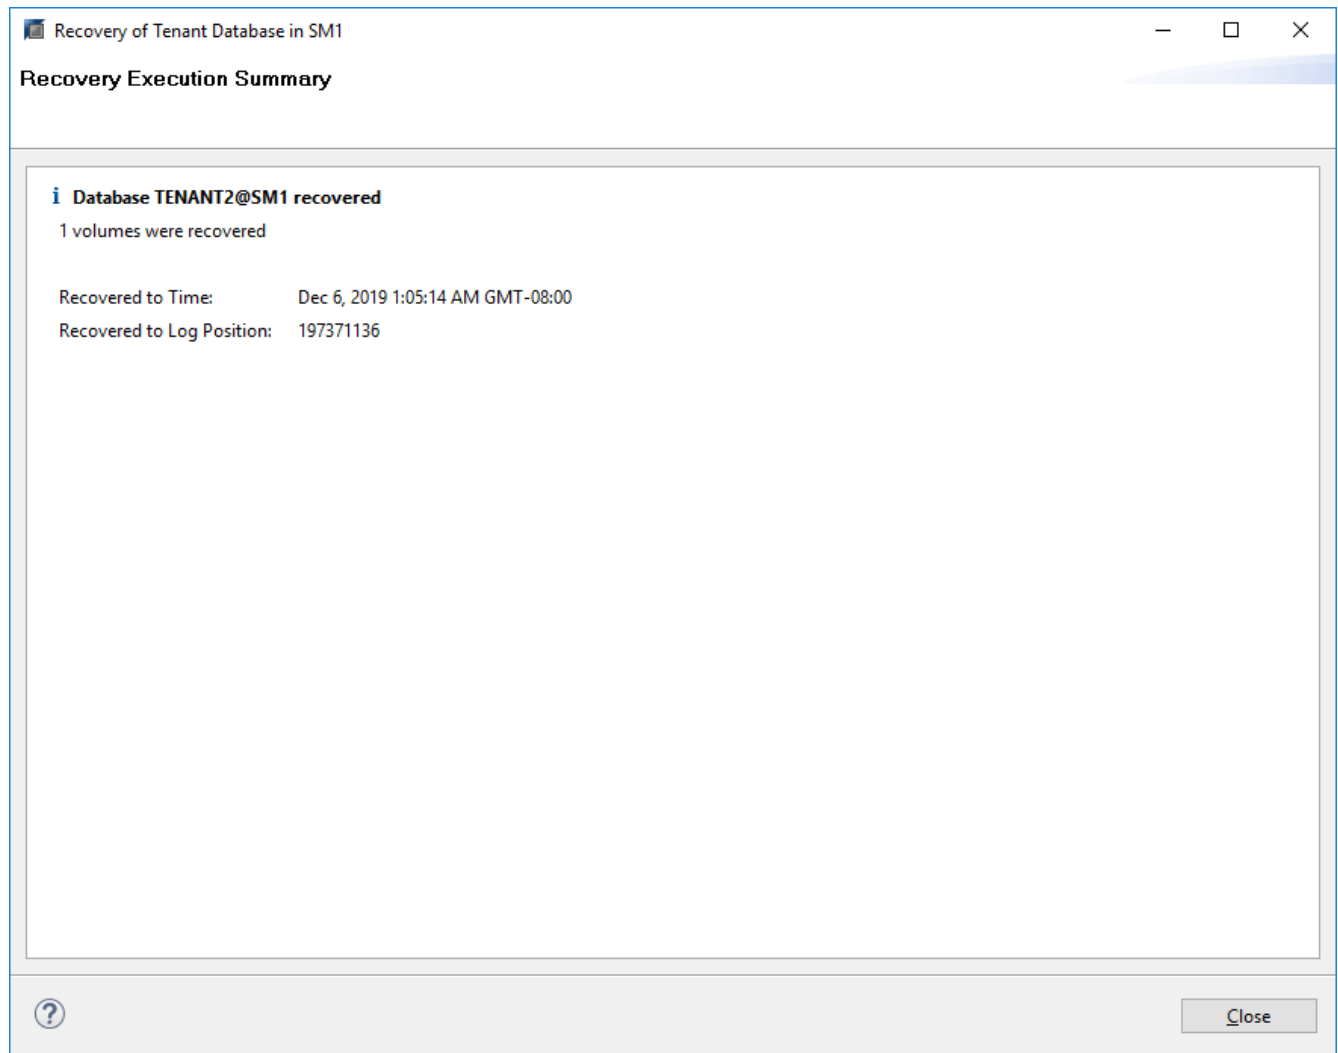 Recovery of Tenant Database in SM1
Recovery Execution Summary
i Database TENANT2@SM1 recovered
1 volumes were recovered
Recovered to Time: Dec 6, 2019 1:05:14 AM GMT-08:00
Recovered to Log Position: 197371136
?
Close